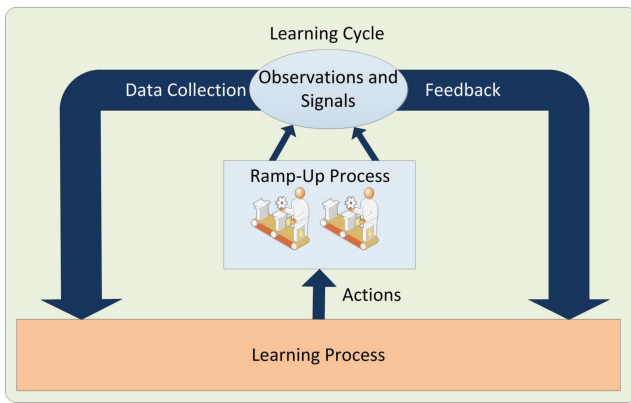 Learning Cycle
Data Collection
Observations and
Signals
Feedback
Ramp-Up Process
Actions
Learning Process